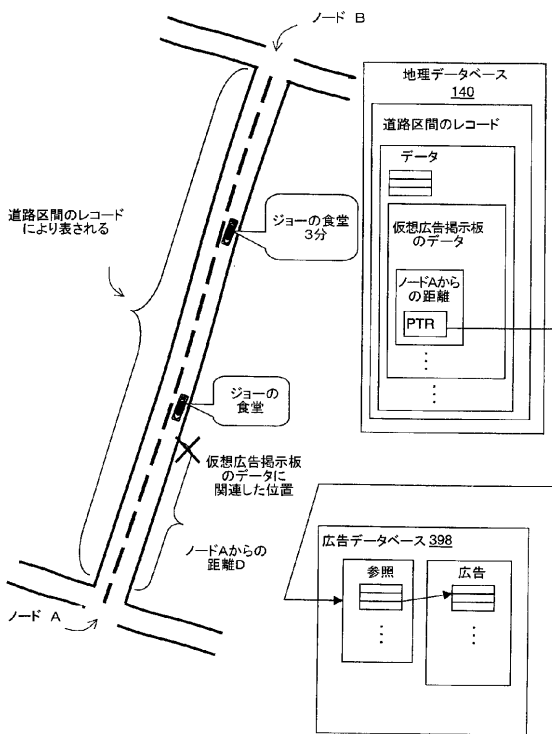 ノード B
道路区間のレコード
により表される
ジョーの食堂
3分
ジョーの
食堂
仮想広告掲示板
のデータに
関連した位置
ノードAからの
距離D
ノード A
地理データベース
140
道路区間のレコード
データ
仮想広告掲示板
のデータ
ノードAから
の距離
PTR
広告データベース 398
参照
広告